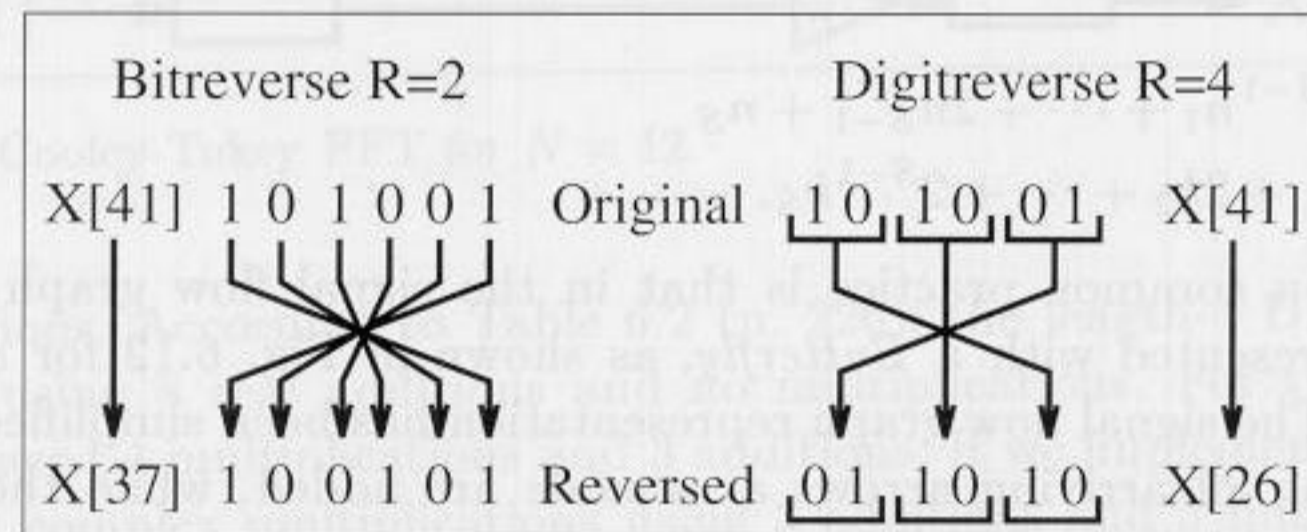 Bitreverse R=2 Digitreverse R=4
X[41] 1 0 1 0 0 1 Original 1 0 1 0 0 1 X[41]
X[37] 1 0 0 1 0 1 Reversed 0 1 1 0 1 0 X[26]